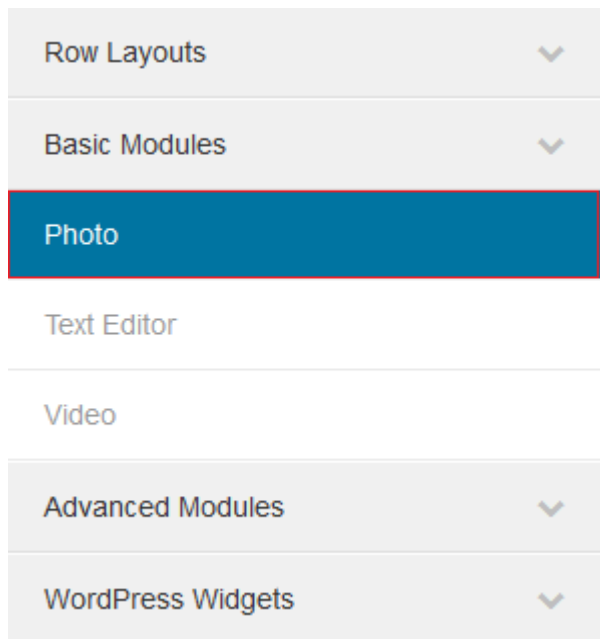 Row Layouts
Basic Modules
Photo
Text Editor
Video
Advanced Modules
WordPress Widgets